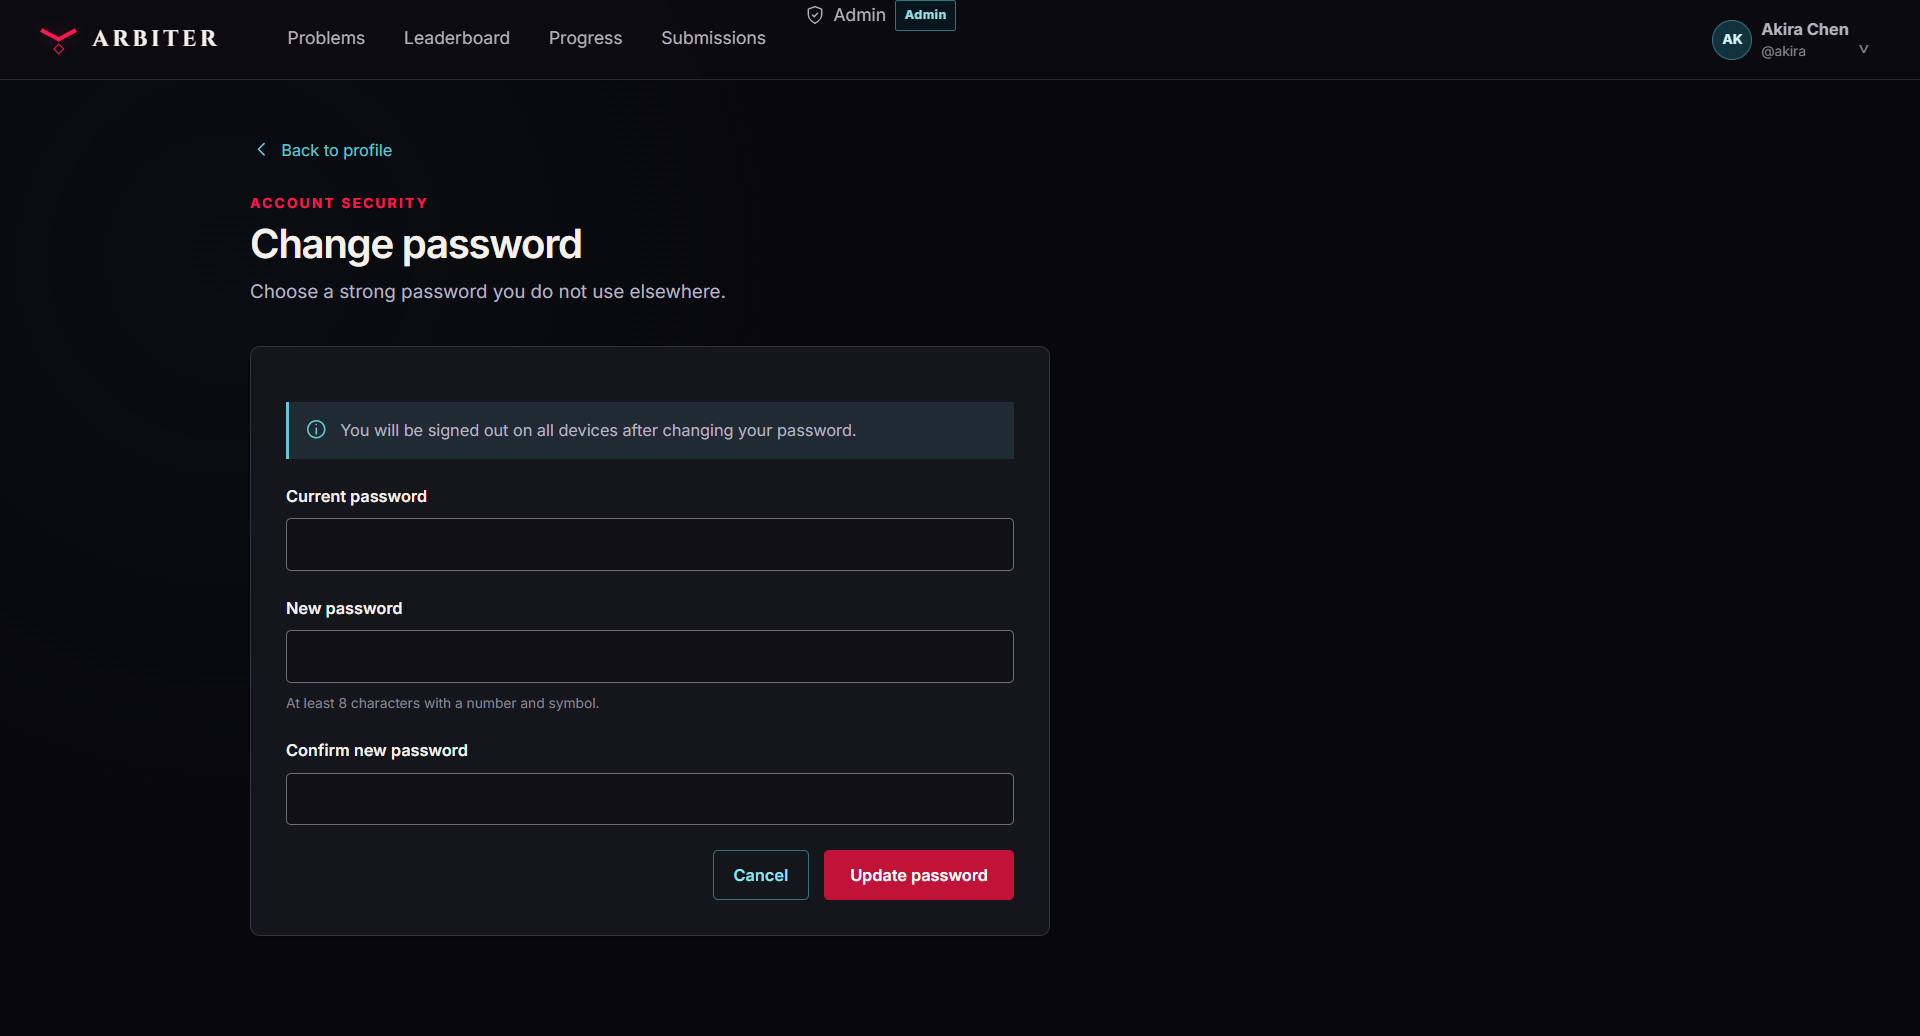 ARBITER
Problems
Leaderboard
Progress
Submissions
Admin
Admin
AK
Akira Chen
@akira
Back to profile
ACCOUNT SECURITY
Change password
Choose a strong password you do not use elsewhere.
You will be signed out on all devices after changing your password.
Current password
New password
At least 8 characters with a number and symbol.
Confirm new password
Cancel
Update password